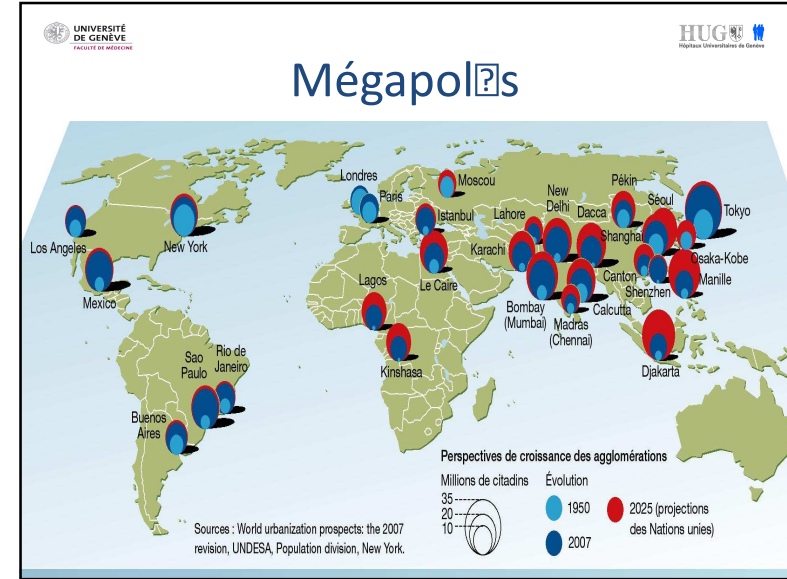 UNIVERSITÉ
DE GENÈVE
FACULTÉ DE MÉDECINE
HUG
Hôpitaux Universitaires de Genève
Mégapol⍰s
Londres
Paris
Moscou
Istanbul
Los Angeles
New York
Mexico
Lahore
New
Delhi
Dacca
Pékin
Séoul
Tokyo
Shanghai
Karachi
Le Caire
Lagos
Kinshasa
Bombay
(Mumbai)
Madras
(Chennai)
Calcutta
Canton
Shenzhen
Osaka-Kobe
Manille
Djakarta
Sao
Paulo
Rio de
Janeiro
Buenos
Aires
Perspectives de croissance des agglomérations
Millions de citadins
35
20
10
Évolution
1950
2007
2025 (projections
des Nations unies)
Sources : World urbanization prospects: the 2007
revision, UNDESA, Population division, New York.